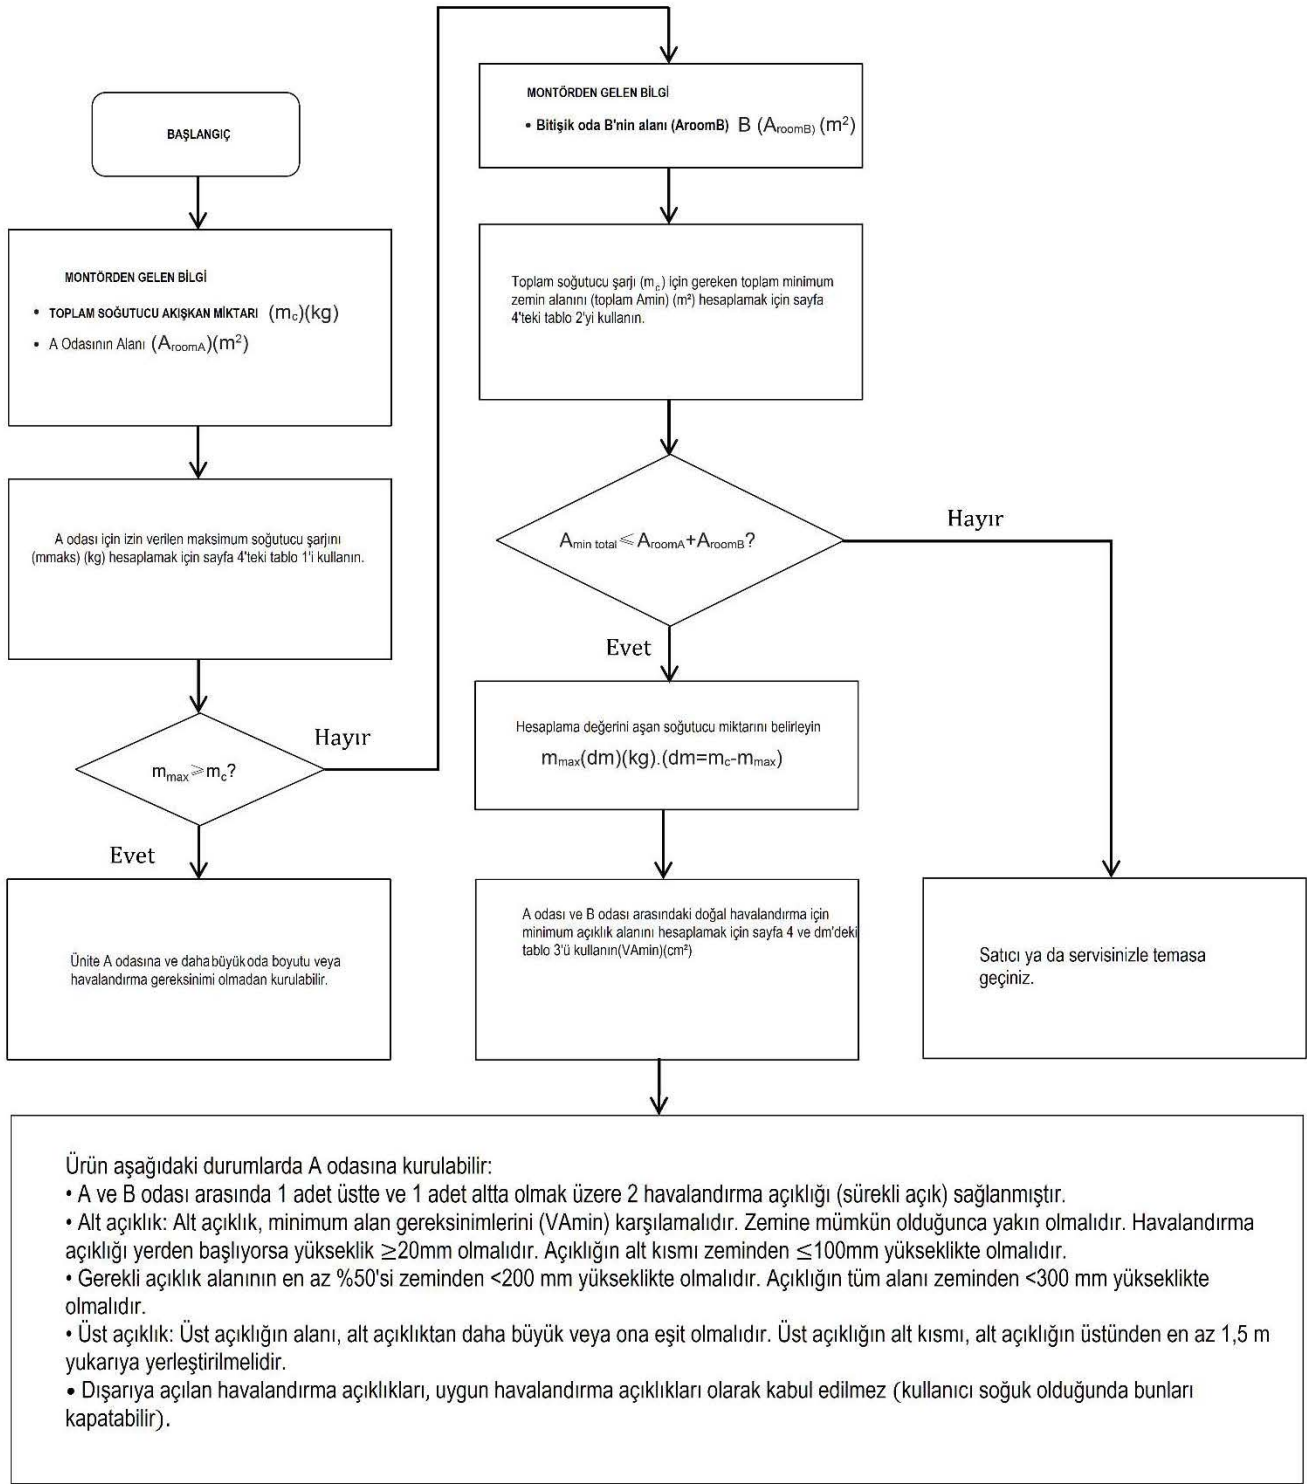 BAŞLANGIÇ
MONTÖRDEN GELEN BİLGİ
• TOPLAM SOĞUTUCU AKIŞKAN MİKTARI (mc)(kg)
• A Odasının Alanı (AroomA)(m²)
A odası için izin verilen maksimum soğutucu şarjını
(mmaks) (kg) hesaplamak için sayfa 4'teki tablo 1'i kullanın.
mmax⩾mc?
Hayır
Evet
Ünite A odasına ve daha büyük oda boyutu veya
havalandırma gereksinimi olmadan kurulabilir.
MONTÖRDEN GELEN BİLGİ
• Bitişik oda B'nin alanı (AroomB) B (AroomB) (m²)
Toplam soğutucu şarjı (mc) için gereken toplam minimum
zemin alanını (toplam Amin) (m²) hesaplamak için sayfa
4'teki tablo 2'yi kullanın.
Amin total⩽AroomA+AroomB?
Hayır
Evet
Hesaplama değerini aşan soğutucu miktarını belirleyin
mmax(dm)(kg).(dm=mc-mmax)
A odası ve B odası arasındaki doğal havalandırma için
minimum açıklık alanını hesaplamak için sayfa 4 ve dm'deki
tablo 3'ü kullanın(VAmin)(cm²)
Satıcı ya da servisinizle temasa
geçiniz.
Ürün aşağıdaki durumlarda A odasına kurulabilir:
• A ve B odası arasında 1 adet üstte ve 1 adet altta olmak üzere 2 havalandırma açıklığı (sürekli açık) sağlanmıştır.
• Alt açıklık: Alt açıklık, minimum alan gereksinimlerini (VAmin) karşılamalıdır. Zemine mümkün olduğunca yakın olmalıdır. Havalandırma
açıklığı yerden başlıyorsa yükseklik ≥20mm olmalıdır. Açıklığın alt kısmı zeminden ≤100mm yükseklikte olmalıdır.
• Gerekli açıklık alanının en az %50'si zeminden <200 mm yükseklikte olmalıdır. Açıklığın tüm alanı zeminden <300 mm yükseklikte
olmalıdır.
• Üst açıklık: Üst açıklığın alanı, alt açıklıktan daha büyük veya ona eşit olmalıdır. Üst açıklığın alt kısmı, alt açıklığın üstünden en az 1,5 m
yukarıya yerleştirilmelidir.
• Dışarıya açılan havalandırma açıklıkları, uygun havalandırma açıklıkları olarak kabul edilmez (kullanıcı soğuk olduğunda bunları
kapatabilir).